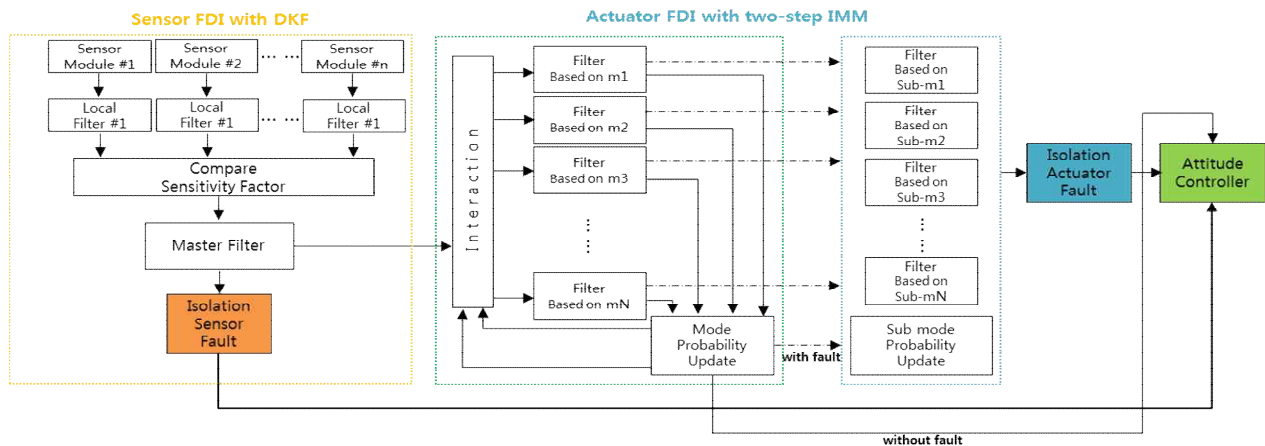 Sensor FDI with DKF
Sensor
Module #1
Sensor
Module #2
... ...
Sensor
Module #n
Local
Filter #1
Local
Filter #1
... ...
Local
Filter #1
Compare
Sensitivity Factor
Master Filter
Isolation
Sensor
Fault
Actuator FDI with two-step IMM
Interaction
Filter
Based on m1
Filter
Based on m2
Filter
Based on m3
... ...
... ...
Filter
Based on mN
Mode
Probability
Update
with fault
Filter
Based on
Sub-m1
Filter
Based on
Sub-m2
Filter
Based on
Sub-m3
... ...
Filter
Based on
Sub-mN
Sub mode
Probability
Update
Isolation
Actuator
Fault
Attitude
Controller
without fault